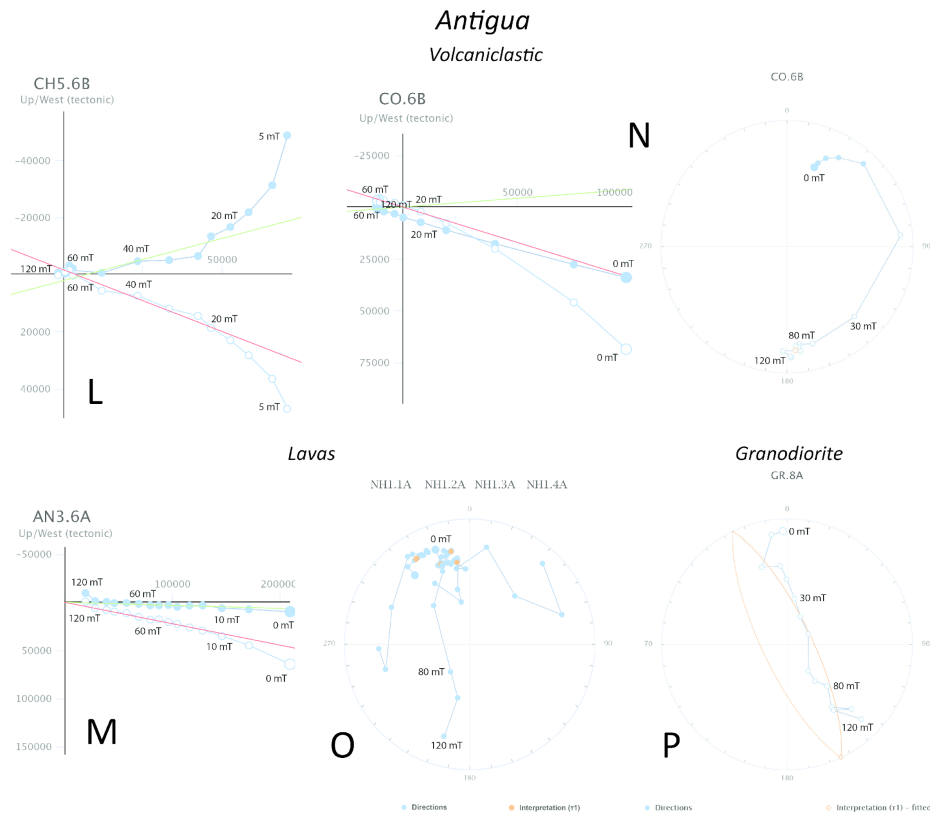 Antigua
Volcaniclastic
CH5.6B
Up/West (tectonic)
5 mT
-40000
-20000
20 mT
40 mT
60 mT
50000
120 mT
60 mT
40 mT
20000
20 mT
40000
5 mT
L
CO.6B
Up/West (tectonic)
-25000
60 mT
120 mT
20 mT
50000
100000
60 mT
20 mT
0 mT
25000
50000
0 mT
75000
N
CO.6B
0
0 mT
270
90
30 mT
80 mT
120 mT
180
Lavas
AN3.6A
Up/West (tectonic)
-50000
120 mT
60 mT
100000
200000
120 mT
60 mT
10 mT
0 mT
10 mT
50000
0 mT
100000
150000
M
NH1.1A NH1.2A NH1.3A NH1.4A
0
0 mT
270
90
80 mT
120 mT
180
O
Granodiorite
GR.8A
0
0 mT
30 mT
70
90
80 mT
120 mT
180
P
Directions
Interpretation (τ1)
Directions
Interpretation (τ1) – fitted